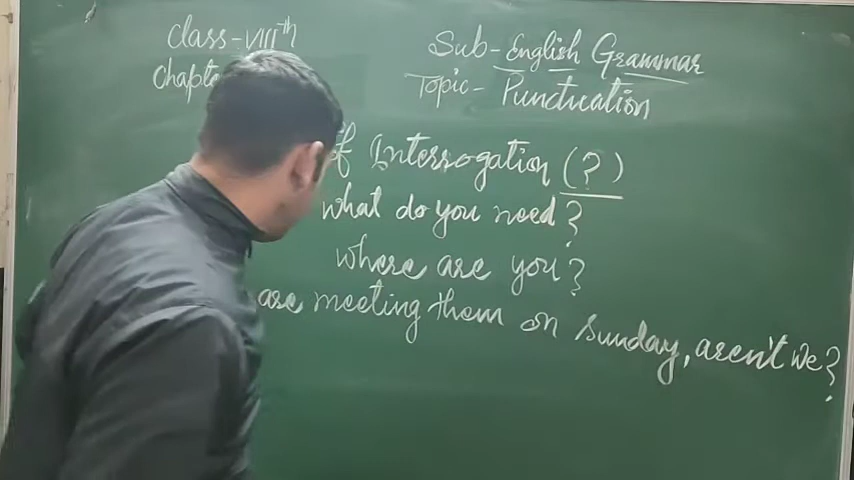 Class-VIIIth
Sub-English Grammar
Topic- Punctuation
of Interrogation (?)
what do you need?
where are you?
are meeting them on Sunday, aren't we?